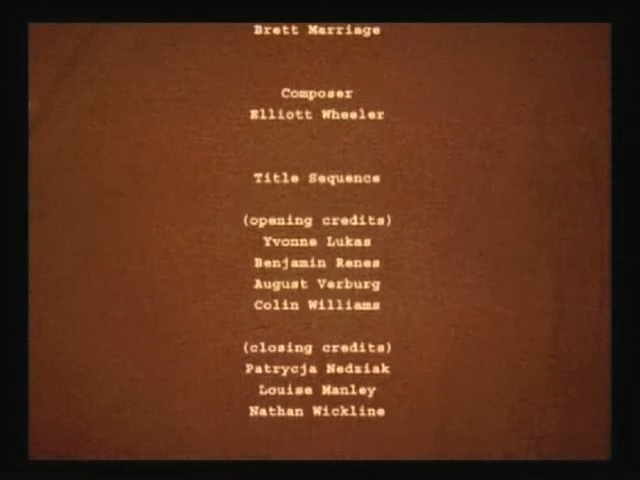 Brett Marriage
Composer
Elliott Wheeler
Title Sequence
(opening credits)
Yvonne Lukas
Benjamin Renes
August Verburg
Colin Williams
(closing credits)
Patrycja Nedziak
Louise Manley
Nathan Wickline